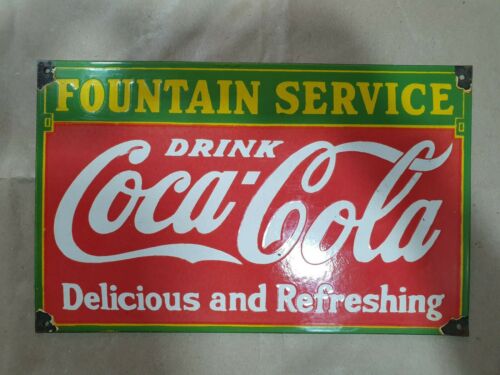 FOUNTAIN SERVICE
DRINK
Coca-Cola
Delicious and Refreshing